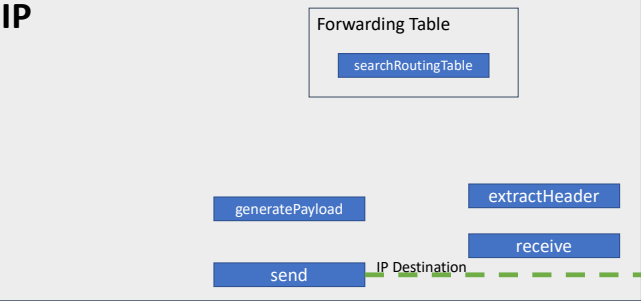 IP
Forwarding Table
searchRoutingTable
extractHeader
generatePayload
receive
IP Destination
send